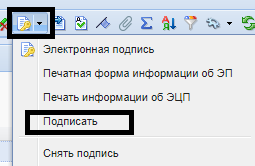 Электронная подпись
Печатная форма информации об ЭП
Печать информации об ЭЦП
Подписать
Снять подпись